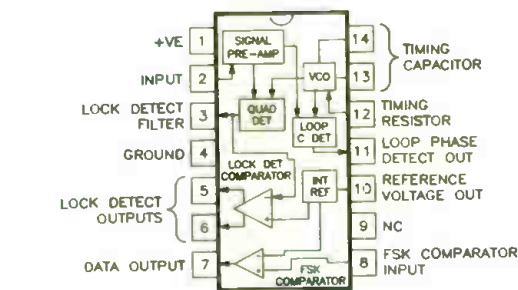 +VE 1
INPUT 2
LOCK DETECT
FILTER 3
GROUND 4
LOCK DETECT
OUTPUTS
5
6
DATA OUTPUT 7
SIGNAL
PRE-AMP
VCO
QUAD
DET
LOOP
C DET
LOCK DET
COMPARATOR
INT
REF
FSK
COMPARATOR
14
13
TIMING
CAPACITOR
12 TIMING
RESISTOR
11 LOOP PHASE
DETECT OUT
10 REFERENCE
VOLTAGE OUT
9 NC
8 FSK COMPARATOR
INPUT